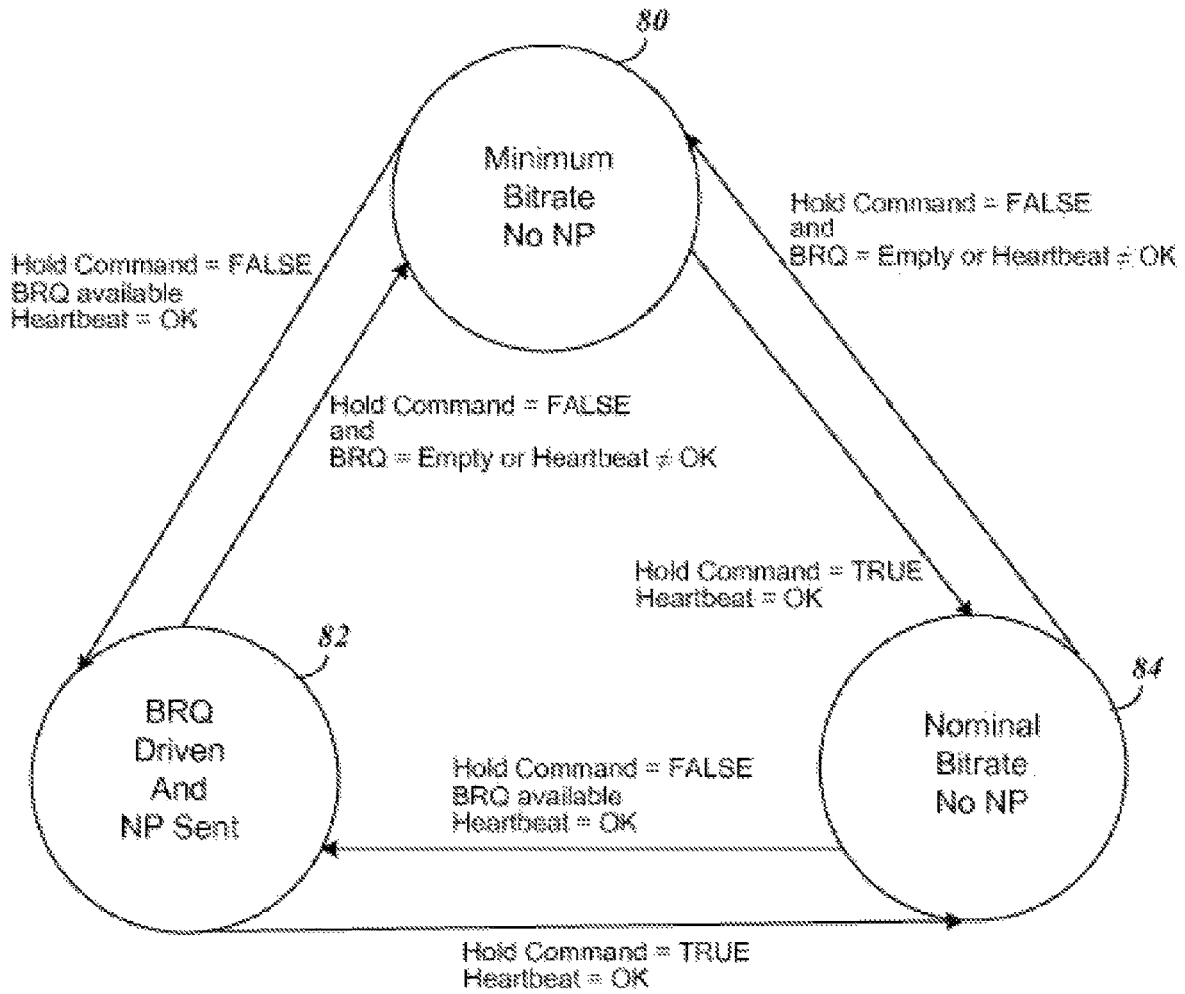 80
Minimum
Bitrate
No NP
Hold Command = FALSE
and
BRQ = Empty or Heartbeat ≠ OK
Hold Command = FALSE
BRQ available
Heartbeat = OK
Hold Command = FALSE
and
BRQ = Empty or Heartbeat ≠ OK
Hold Command = TRUE
Heartbeat = OK
82
84
BRQ
Driven
And
NP Sent
Nominal
Bitrate
No NP
Hold Command = FALSE
BRQ available
Heartbeat = OK
Hold Command = TRUE
Heartbeat = OK